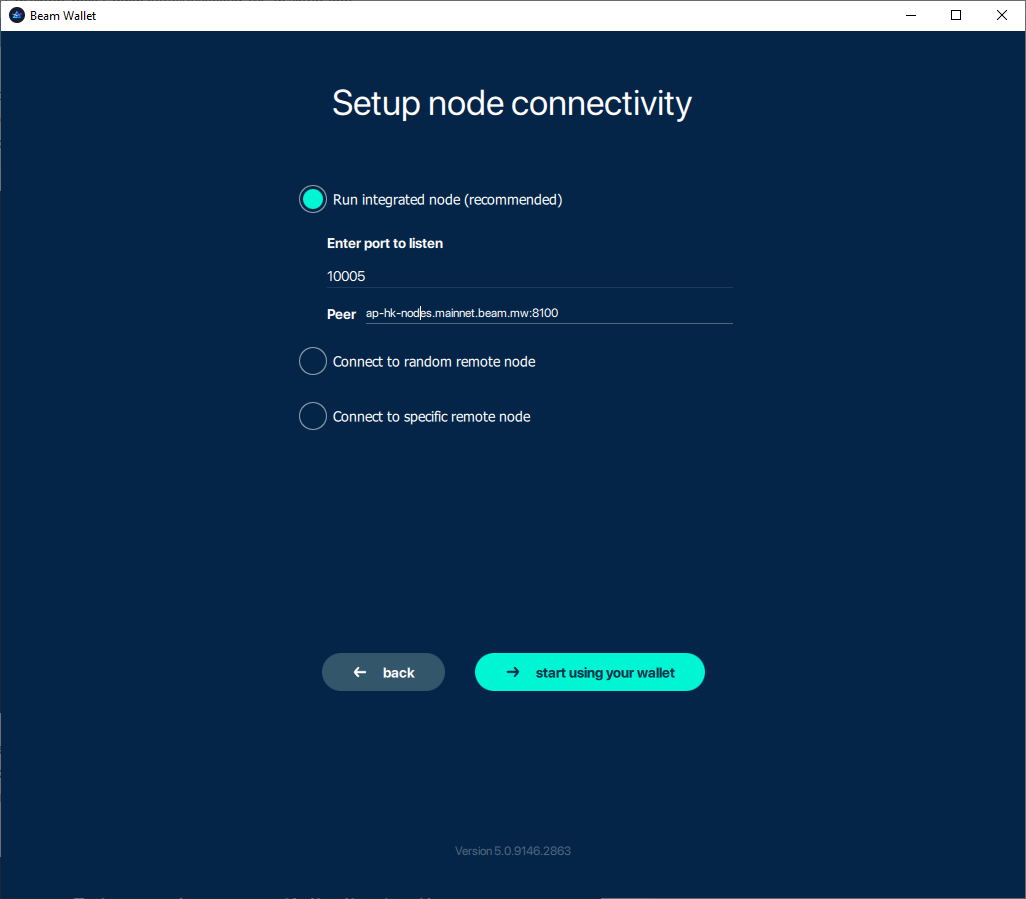 Beam Wallet
Setup node connectivity
Run integrated node (recommended)
Enter port to listen
10005
Peer ap-hk-nodes.mainnet.beam.mw:8100
Connect to random remote node
Connect to specific remote node
back
start using your wallet
Version 5.0.9146.2863